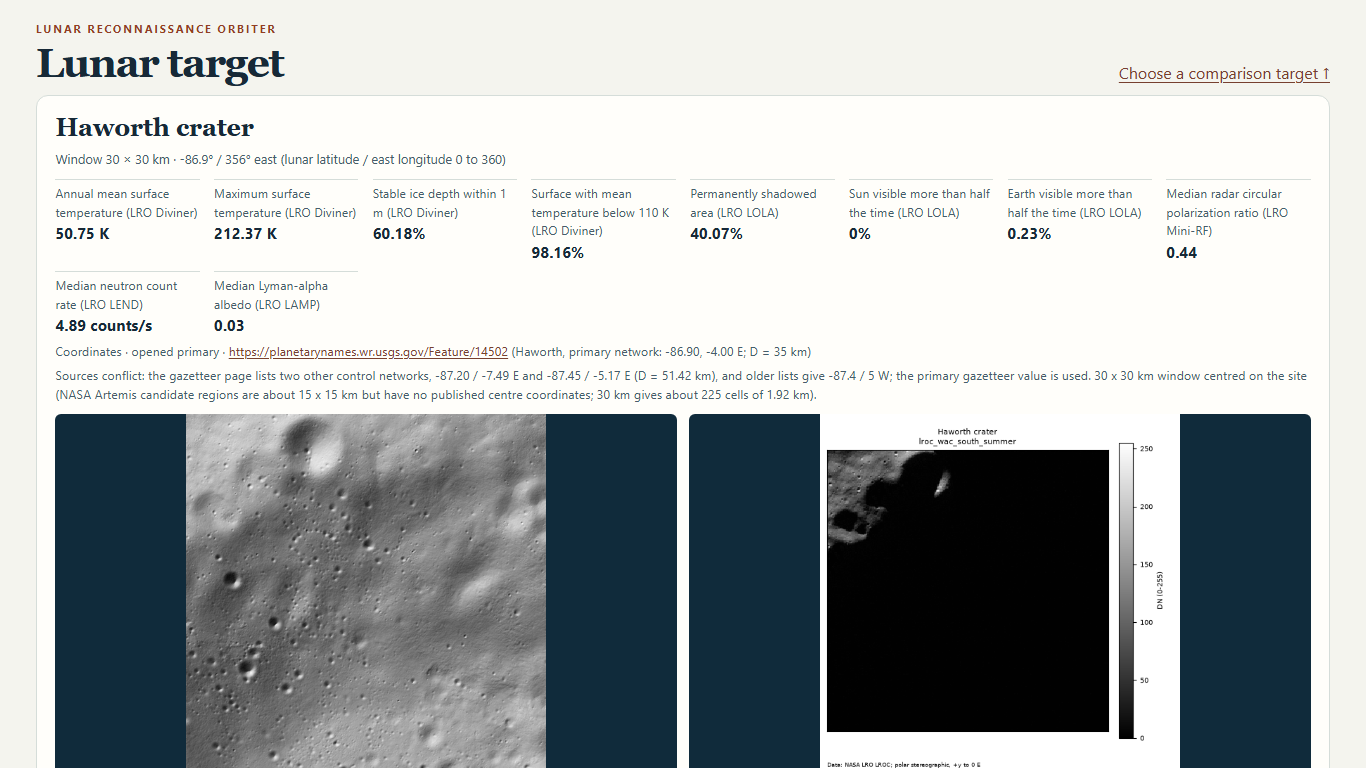 LUNAR RECONNAISSANCE ORBITER
Lunar target
Choose a comparison target ↑
Haworth crater
Window 30 × 30 km · -86.9° / 356° east (lunar latitude / east longitude 0 to 360)
Annual mean surface
temperature (LRO Diviner)
50.75 K
Maximum surface
temperature (LRO Diviner)
212.37 K
Stable ice depth within 1
m (LRO Diviner)
60.18%
Surface with mean
temperature below 110 K
(LRO Diviner)
98.16%
Permanently shadowed
area (LRO LOLA)
40.07%
Sun visible more than half
the time (LRO LOLA)
0%
Earth visible more than
half the time (LRO LOLA)
0.23%
Median radar circular
polarization ratio (LRO
Mini-RF)
0.44
Median neutron count
rate (LRO LEND)
4.89 counts/s
Median Lyman-alpha
albedo (LRO LAMP)
0.03
Coordinates · opened primary · https://planetarynames.wr.usgs.gov/Feature/14502 (Haworth, primary network: -86.90, -4.00 E; D = 35 km)
Sources conflict: the gazetteer page lists two other control networks, -87.20 / -7.49 E and -87.45 / -5.17 E (D = 51.42 km), and older lists give -87.4 / 5 W; the primary gazetteer value is used. 30 x 30 km window centred on the site
(NASA Artemis candidate regions are about 15 x 15 km but have no published centre coordinates; 30 km gives about 225 cells of 1.92 km).
Haworth crater
lroc_wac_south_summer
250
200
150
100
50
0
DN (0-255)
Data: NASA LRO LROC; polar stereographic, +y to 0 E